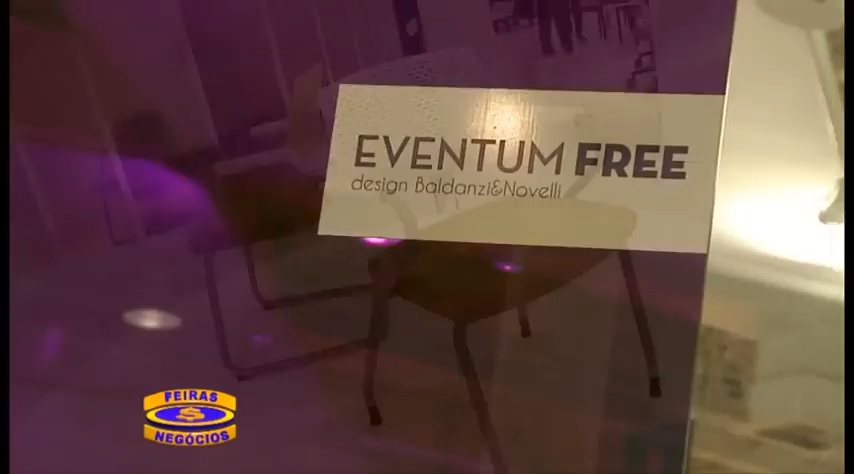 EVENTUM FREE
design Baldanzi&Novelli
FEIRAS
$
NEGÓCIOS